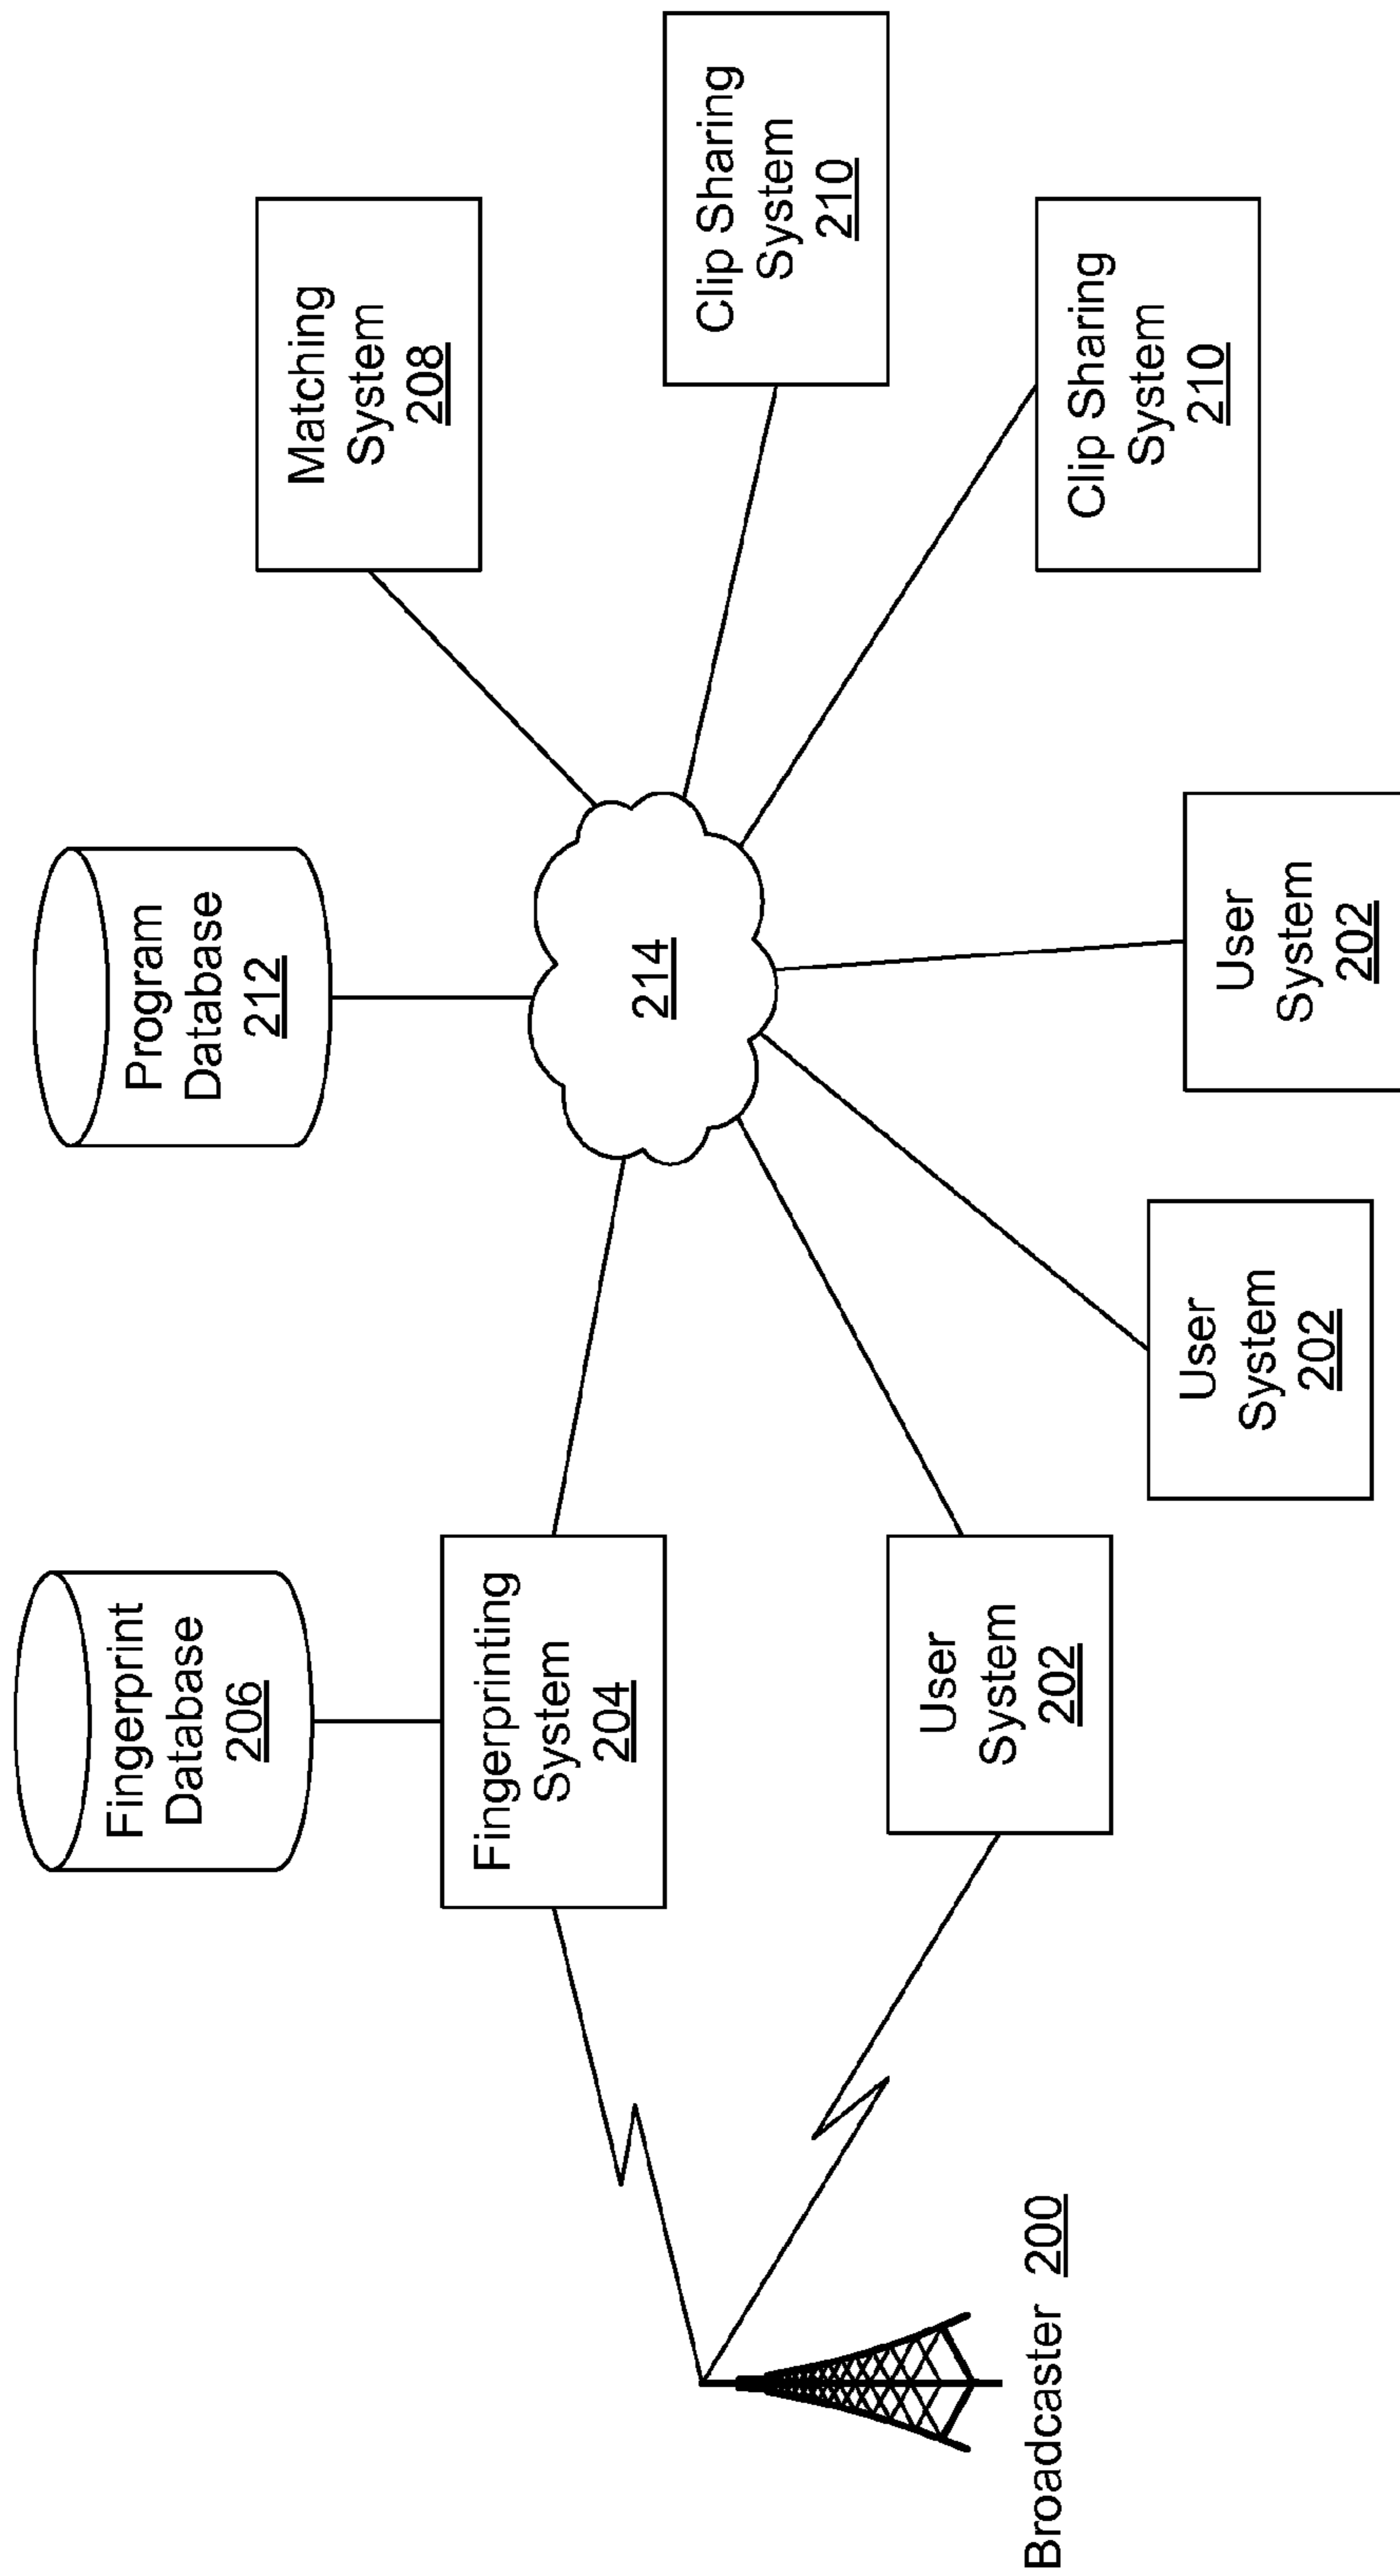 Fingerprint
Database
206
Program
Database
212
Matching
System
208
Fingerprinting
System
204
214
Clip Sharing
System
210
Broadcaster 200
User
System
202
User
System
202
User
System
202
Clip Sharing
System
210